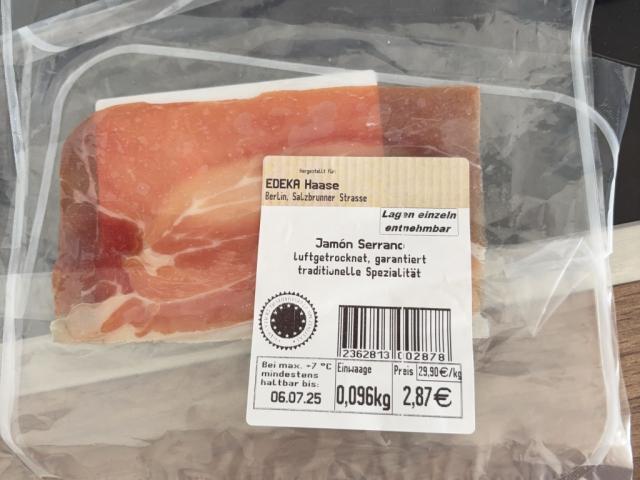 Hergestellt für:
EDEKA Haase
Berlin, Salzbrunner Strasse
Lagen einzeln
entnehmbar
Jamón Serrano
luftgetrocknet, garantiert
traditionelle Spezialität
2362813 002878
Bei max. +7 °C
mindestens
haltbar bis:
06.07.25
Einwaage
0,096kg
Preis 29,90€/kg
2,87€